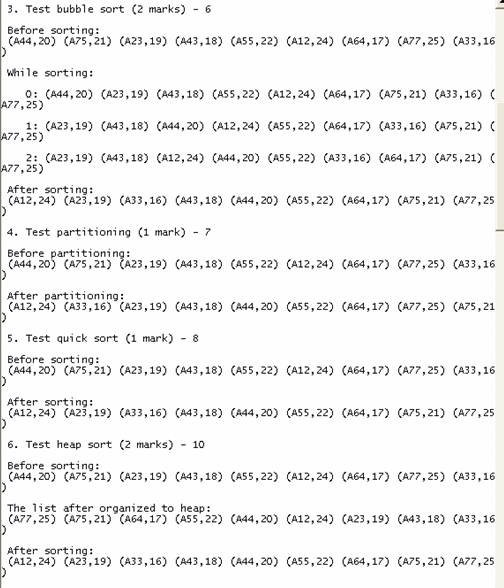 3. Test bubble sort (2 marks) - 6
Before sorting:
(A44,20) (A75,21) (A23,19) (A43,18) (A55,22) (A12,24) (A64,17) (A77,25) (A33,16
)
While sorting:
0: (A44,20) (A23,19) (A43,18) (A55,22) (A12,24) (A64,17) (A75,21) (A33,16) (
A77,25)
1: (A23,19) (A43,18) (A44,20) (A12,24) (A55,22) (A64,17) (A33,16) (A75,21) (
A77,25)
2: (A23,19) (A43,18) (A12,24) (A44,20) (A55,22) (A33,16) (A64,17) (A75,21) (
A77,25)
After sorting:
(A12,24) (A23,19) (A33,16) (A43,18) (A44,20) (A55,22) (A64,17) (A75,21) (A77,25
)
4. Test partitioning (1 mark) - 7
Before partitioning:
(A44,20) (A75,21) (A23,19) (A43,18) (A55,22) (A12,24) (A64,17) (A77,25) (A33,16
)
After partitioning:
(A12,24) (A33,16) (A23,19) (A43,18) (A44,20) (A55,22) (A64,17) (A77,25) (A75,21
)
5. Test quick sort (1 mark) - 8
Before sorting:
(A44,20) (A75,21) (A23,19) (A43,18) (A55,22) (A12,24) (A64,17) (A77,25) (A33,16
)
After sorting:
(A12,24) (A23,19) (A33,16) (A43,18) (A44,20) (A55,22) (A64,17) (A75,21) (A77,25
)
6. Test heap sort (2 marks) - 10
Before sorting:
(A44,20) (A75,21) (A23,19) (A43,18) (A55,22) (A12,24) (A64,17) (A77,25) (A33,16
)
The list after organized to heap:
(A77,25) (A75,21) (A64,17) (A55,22) (A44,20) (A12,24) (A23,19) (A43,18) (A33,16
)
After sorting:
(A12,24) (A23,19) (A33,16) (A43,18) (A44,20) (A55,22) (A64,17) (A75,21) (A77,25
)